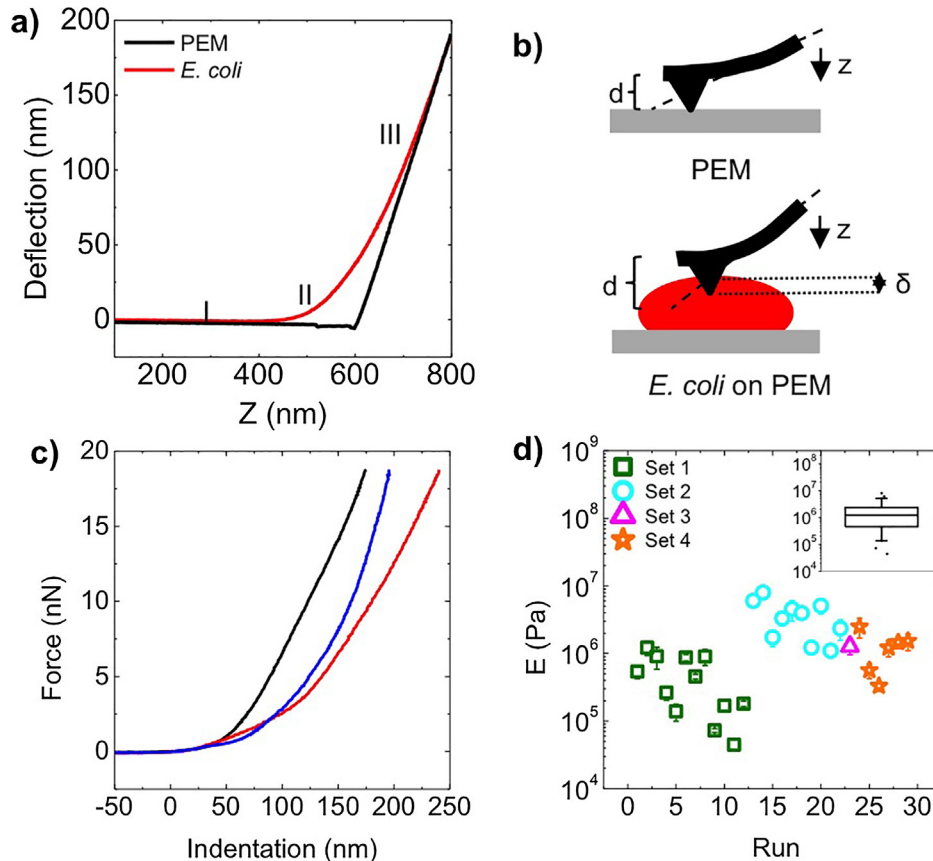 a)
200
150
100
50
0
Deflection (nm)
PEM
E. coli
I
II
III
200
400
600
800
Z (nm)
b)
d
z
PEM
d
z
δ
E. coli on PEM
c)
20
15
10
5
0
Force (nN)
-50
0
50
100
150
200
250
Indentation (nm)
d)
10⁹
10⁸
10⁷
10⁶
10⁵
10⁴
E (Pa)
Set 1
Set 2
Set 3
Set 4
10⁸
10⁷
10⁶
10⁵
10⁴
0
5
10
15
20
25
30
Run